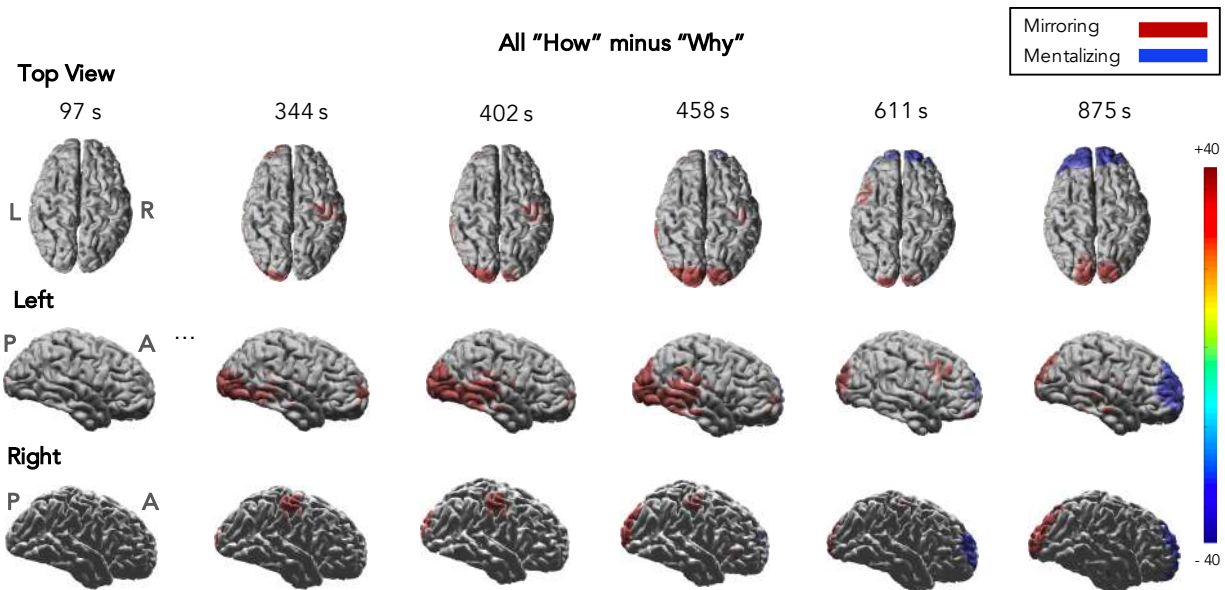 All "How" minus "Why"
Mirroring
Mentalizing
Top View
97 s
344 s
402 s
458 s
611 s
875 s
+40
L
R
Left
P
A
...
Right
P
A
- 40